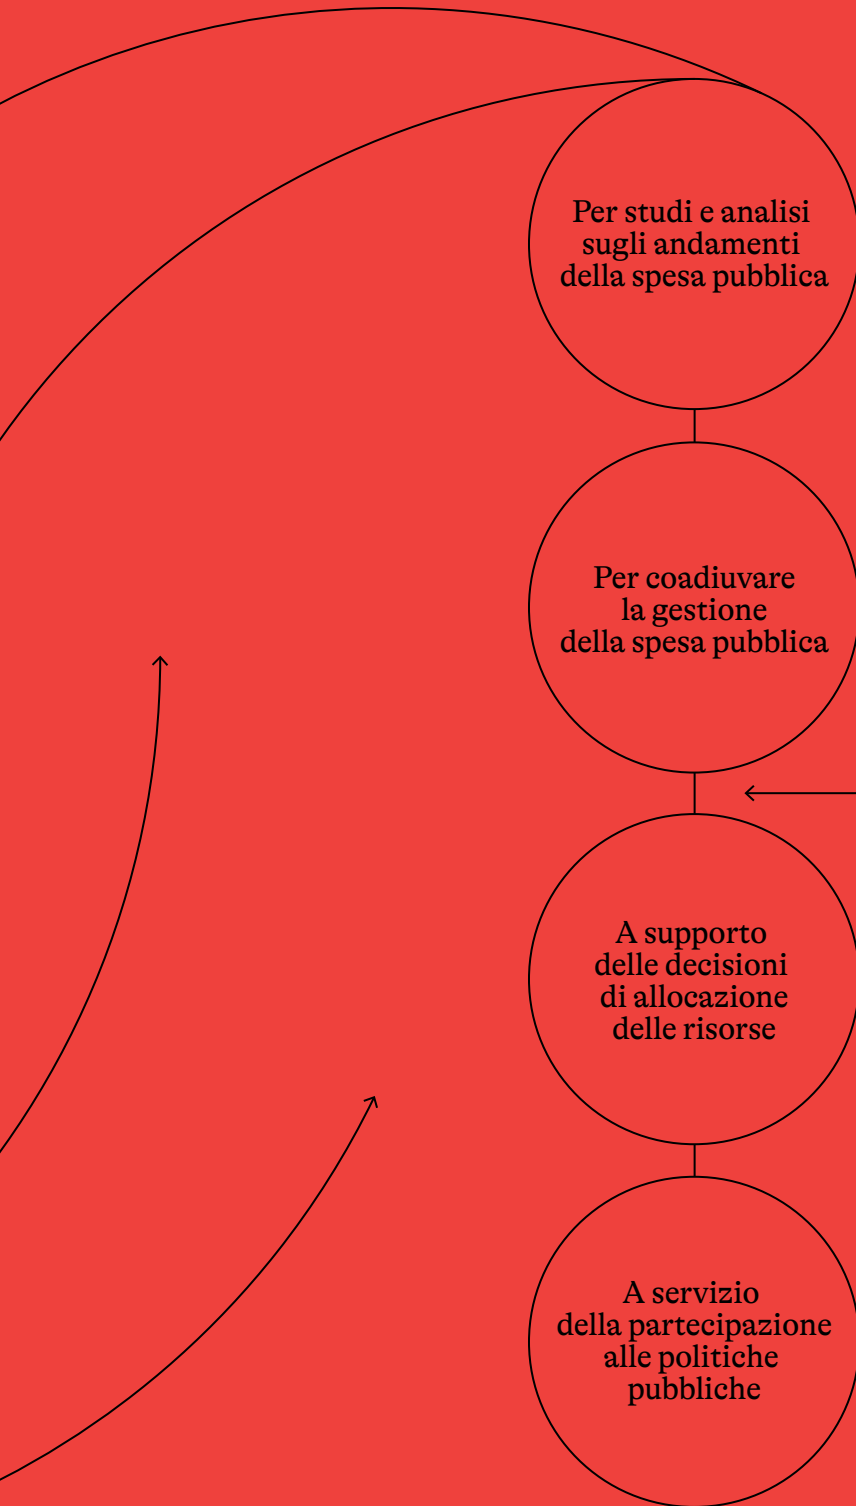 Per studi e analisi
sugli andamenti
della spesa pubblica
Per coadiuvare
la gestione
della spesa pubblica
A supporto
delle decisioni
di allocazione
delle risorse
A servizio
della partecipazione
alle politiche
pubbliche